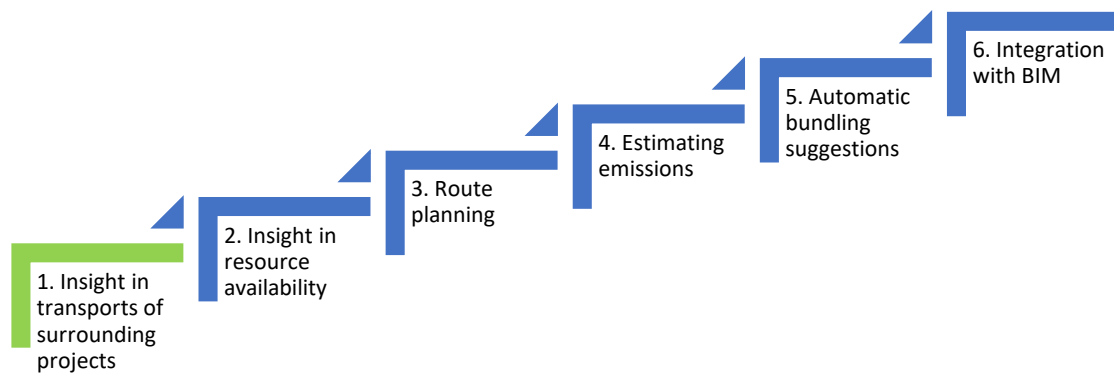 1. Insight in
transports of
surrounding
projects
2. Insight in
resource
availability
3. Route
planning
4. Estimating
emissions
5. Automatic
bundling
suggestions
6. Integration
with BIM